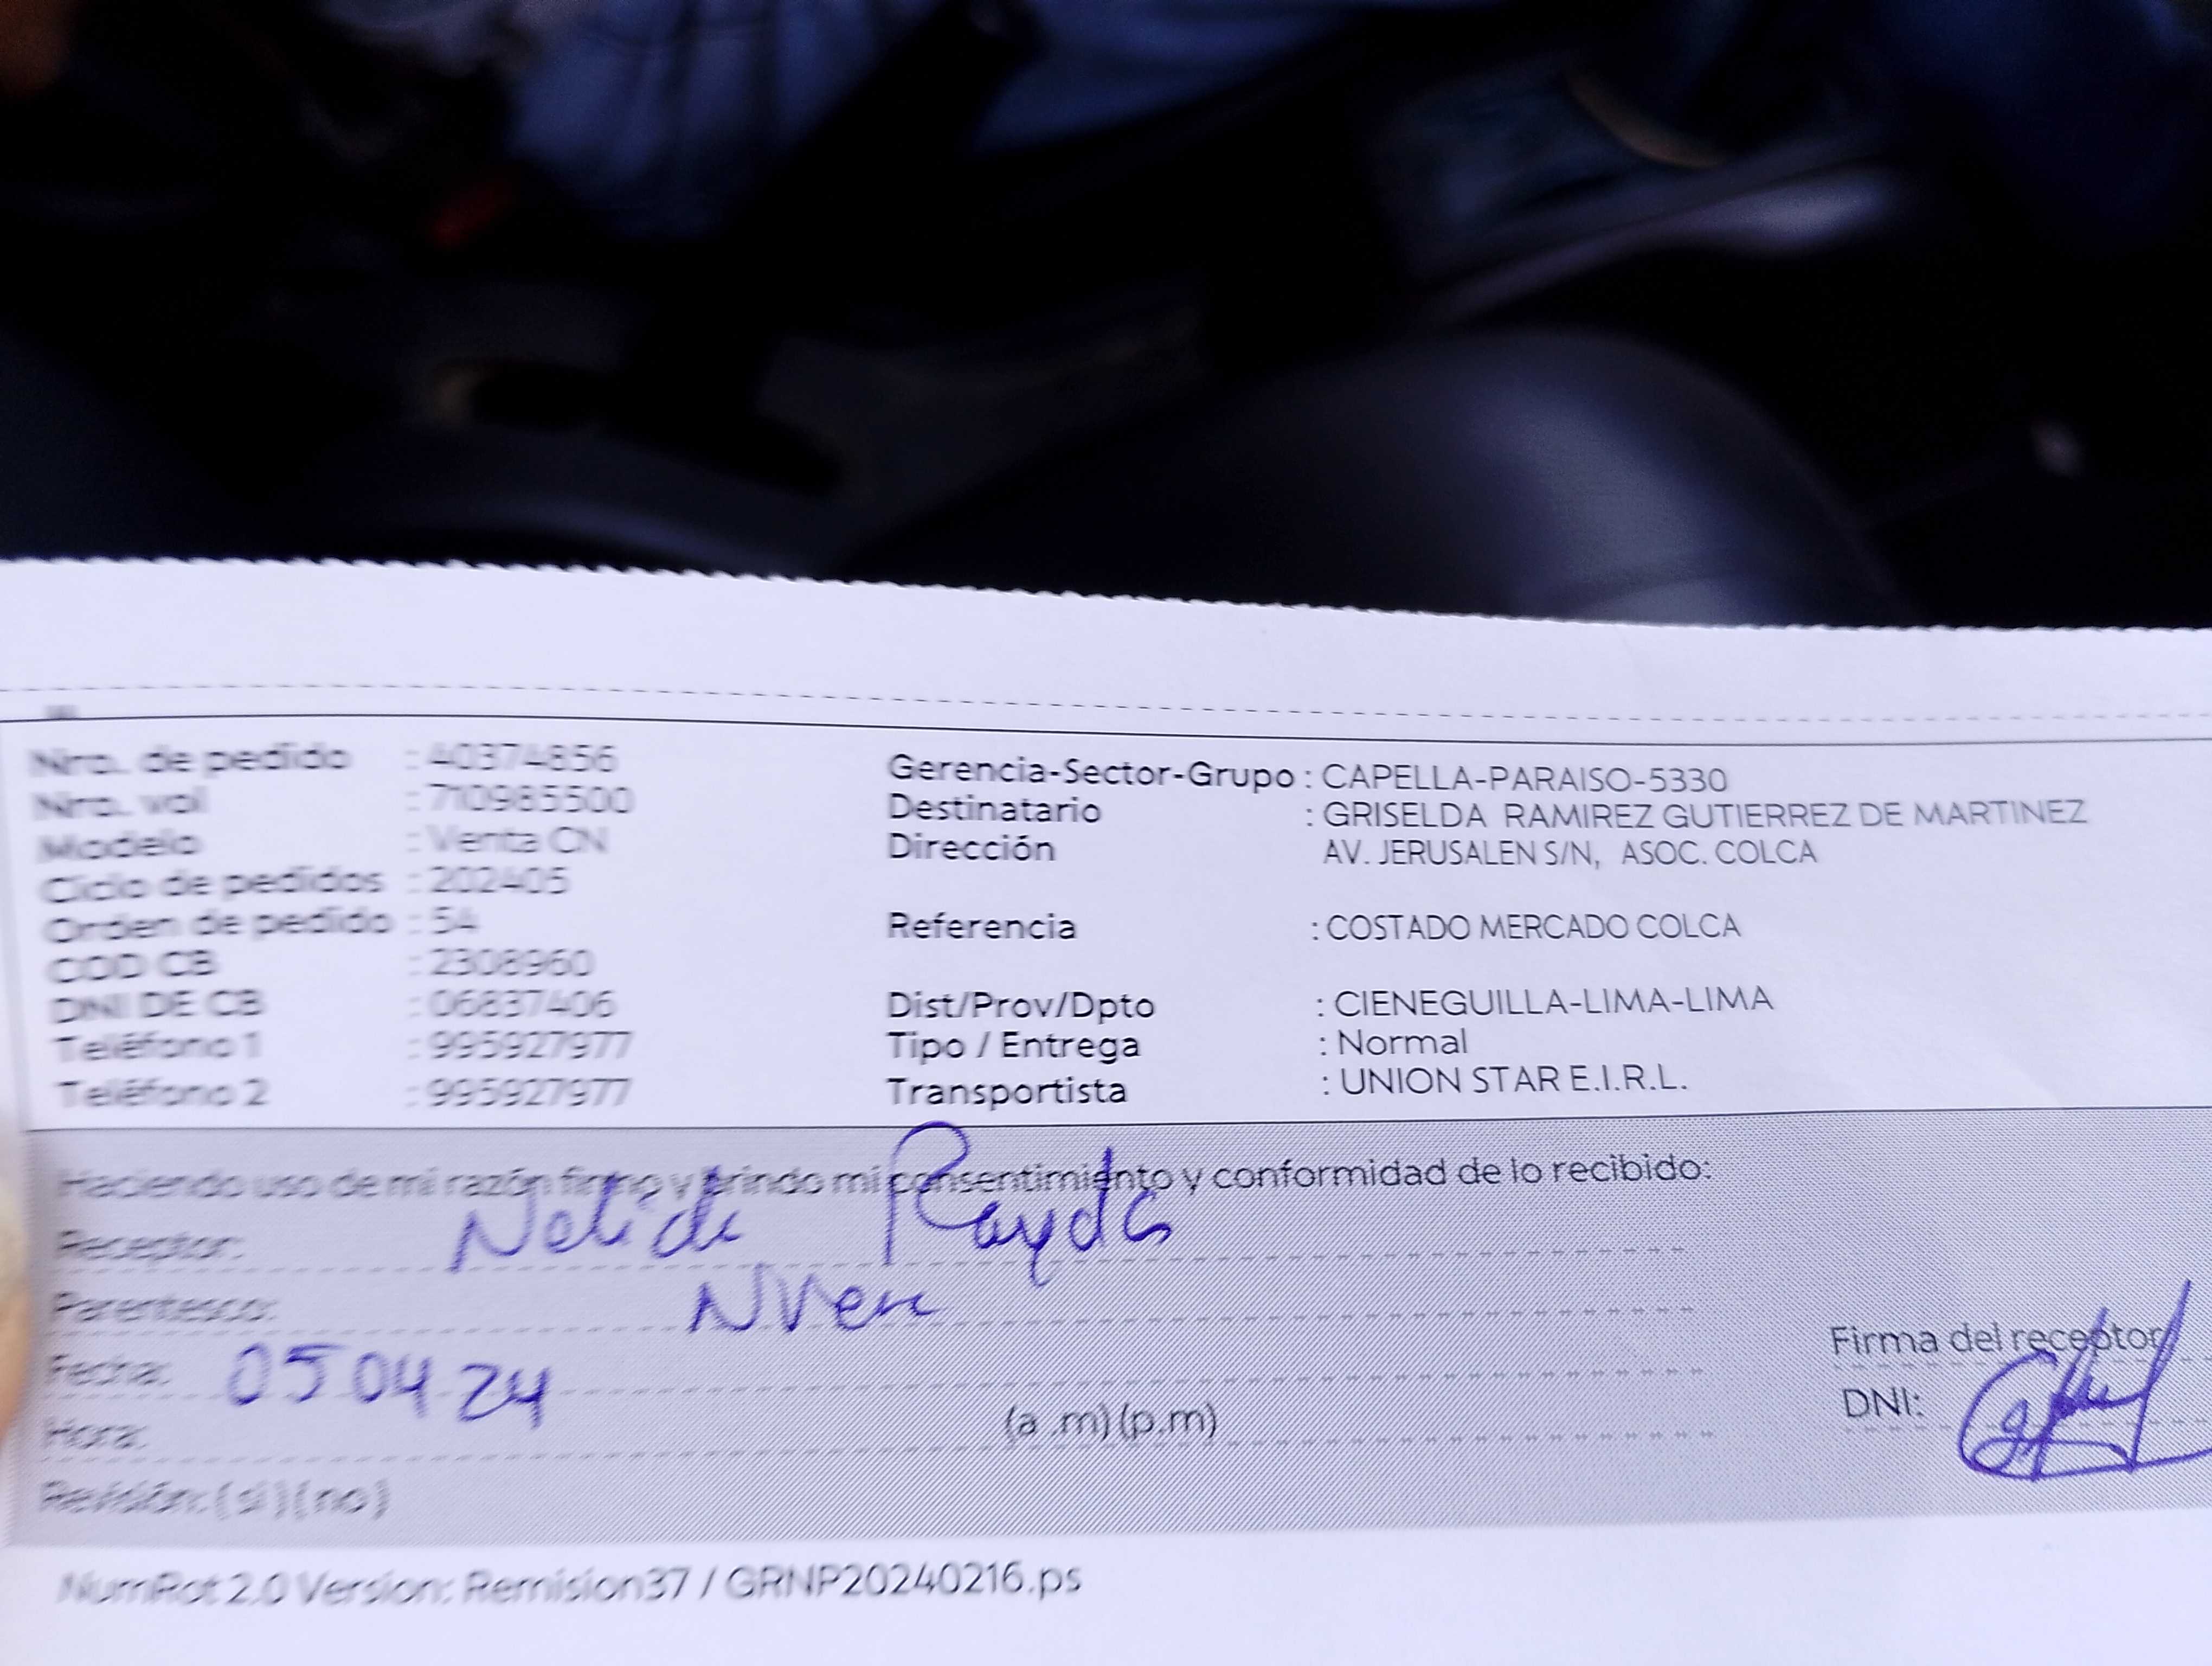 Nro. de pedido : 40374856
Nro. vol : 710985500
Modelo : Venta CN
Ciclo de pedidos : 202405
Orden de pedido : 54
COD CB : 2308960
DNI DE CB : 06837406
Teléfono 1 : 995927977
Teléfono 2 : 995927977
Gerencia-Sector-Grupo : CAPELLA-PARAISO-5330
Destinatario : GRISELDA RAMIREZ GUTIERREZ DE MARTINEZ
Dirección AV. JERUSALEN S/N, ASOC. COLCA
Referencia : COSTADO MERCADO COLCA
Dist/Prov/Dpto : CIENEGUILLA-LIMA-LIMA
Tipo / Entrega : Normal
Transportista : UNION STAR E.I.R.L.
Haciendo uso de mi razón firmo y brindo mi consentimiento y conformidad de lo recibido:
Receptor:
Parentesco:
Fecha: 05 04 24
Hora: (a .m) (p.m)
Revisión: (si) (no)
Firma del receptor
DNI:
NumRot 2.0 Version: Remision37 / GRNP20240216.ps